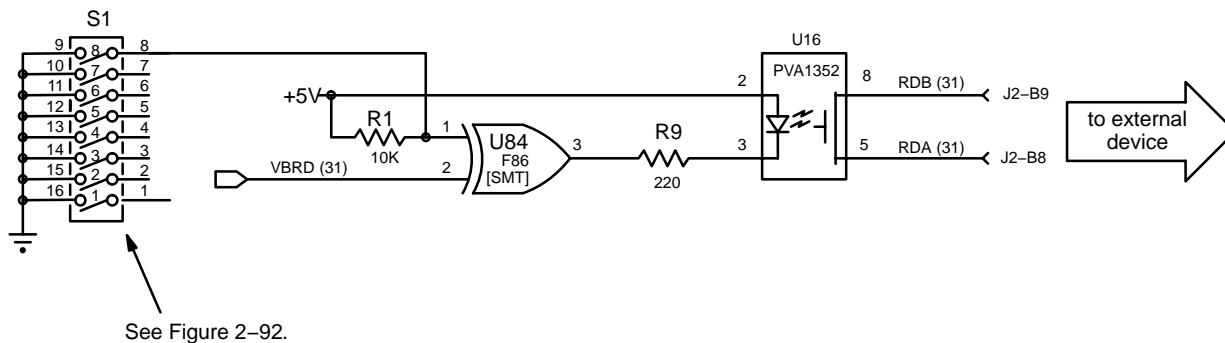 S1
9 8 8
10 7 7
11 6 6
12 5 5
13 4 4
14 3 3
15 2 2
16 1 1
+5V
R1
10K
VBRD (31)
1
2
U84
F86
[SMT]
3
R9
220
U16
PVA1352
2
3
8
5
RDB (31)
J2–B9
RDA (31)
J2–B8
to external
device
See Figure 2–92.